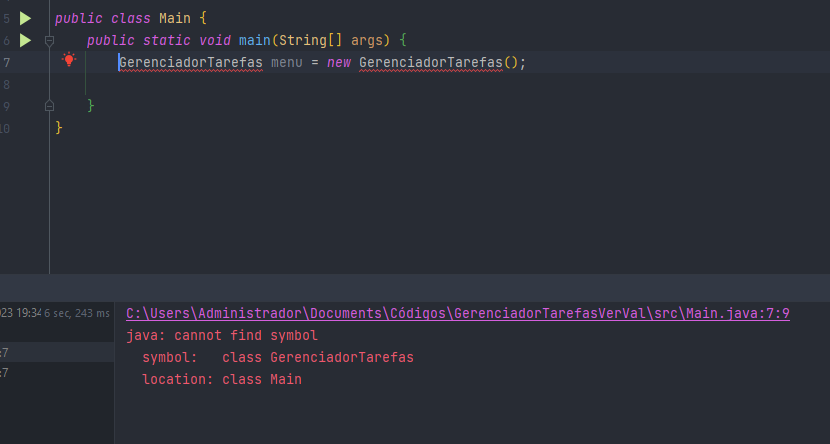 5 public class Main {
6 public static void main(String[] args) {
7 GerenciadorTarefas menu = new GerenciadorTarefas();
8
9 }
10 }
023 19:34 6 sec, 243 ms
C:\Users\Administrador\Documents\Códigos\GerenciadorTarefasVerVal\src\Main.java:7:9
java: cannot find symbol
:7
symbol: class GerenciadorTarefas
:7
location: class Main